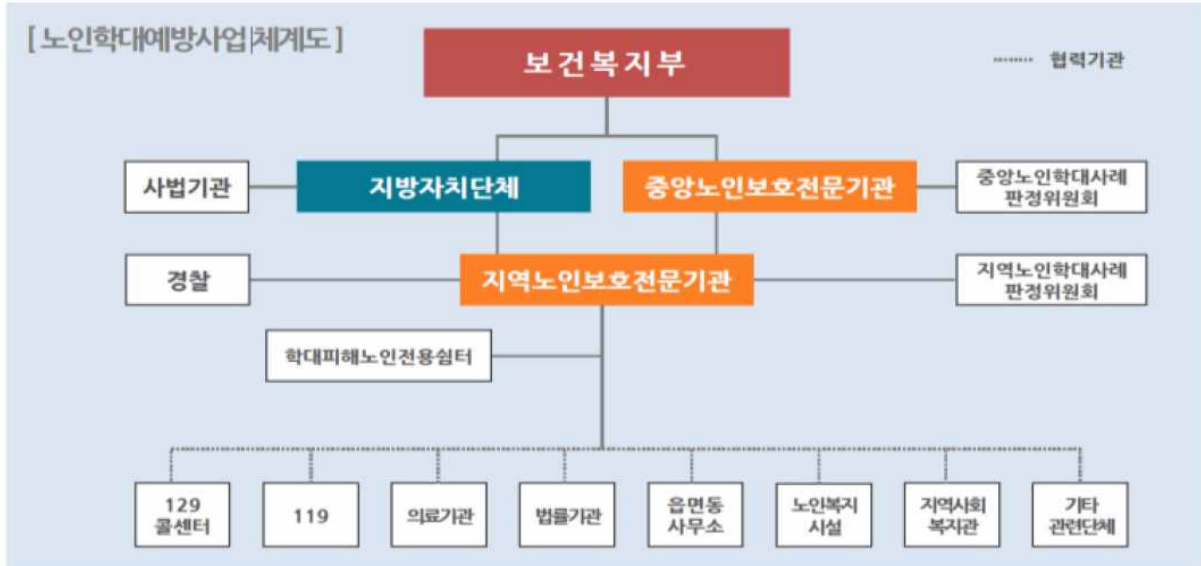 [노인학대예방사업체계도]
보건복지부
협력기관
사법기관
지방자치단체
중앙노인보호전문기관
중앙노인학대사례
판정위원회
경찰
지역노인보호전문기관
지역노인학대사례
판정위원회
학대피해노인전용쉼터
129
콜센터
119
의료기관
법률기관
읍면동
사무소
노인복지
시설
지역사회
복지관
기타
관련단체